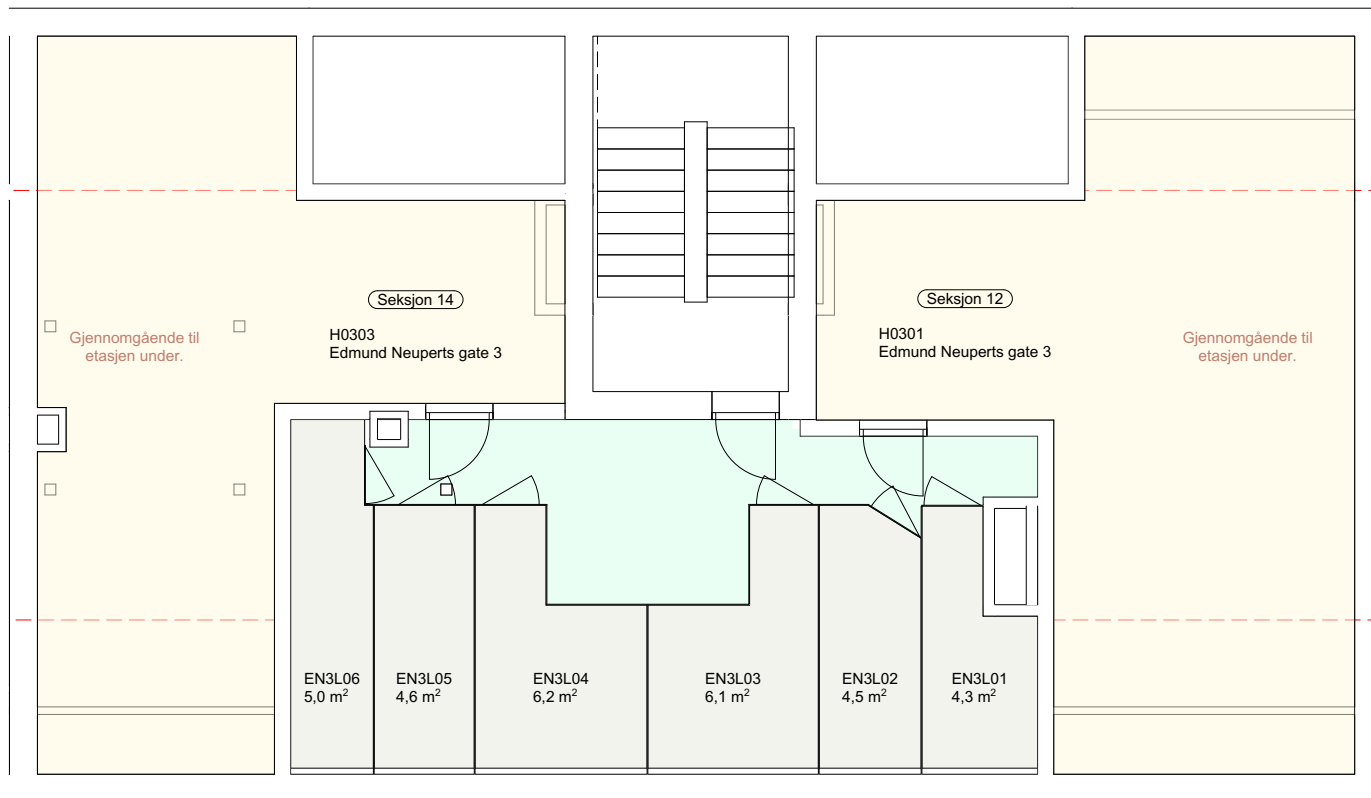 Seksjon 14
H0303
Edmund Neuperts gate 3
Gjennomgående til
etasjen under.
Seksjon 12
H0301
Edmund Neuperts gate 3
Gjennomgående til
etasjen under.
EN3L06
5,0 m²
EN3L05
4,6 m²
EN3L04
6,2 m²
EN3L03
6,1 m²
EN3L02
4,5 m²
EN3L01
4,3 m²